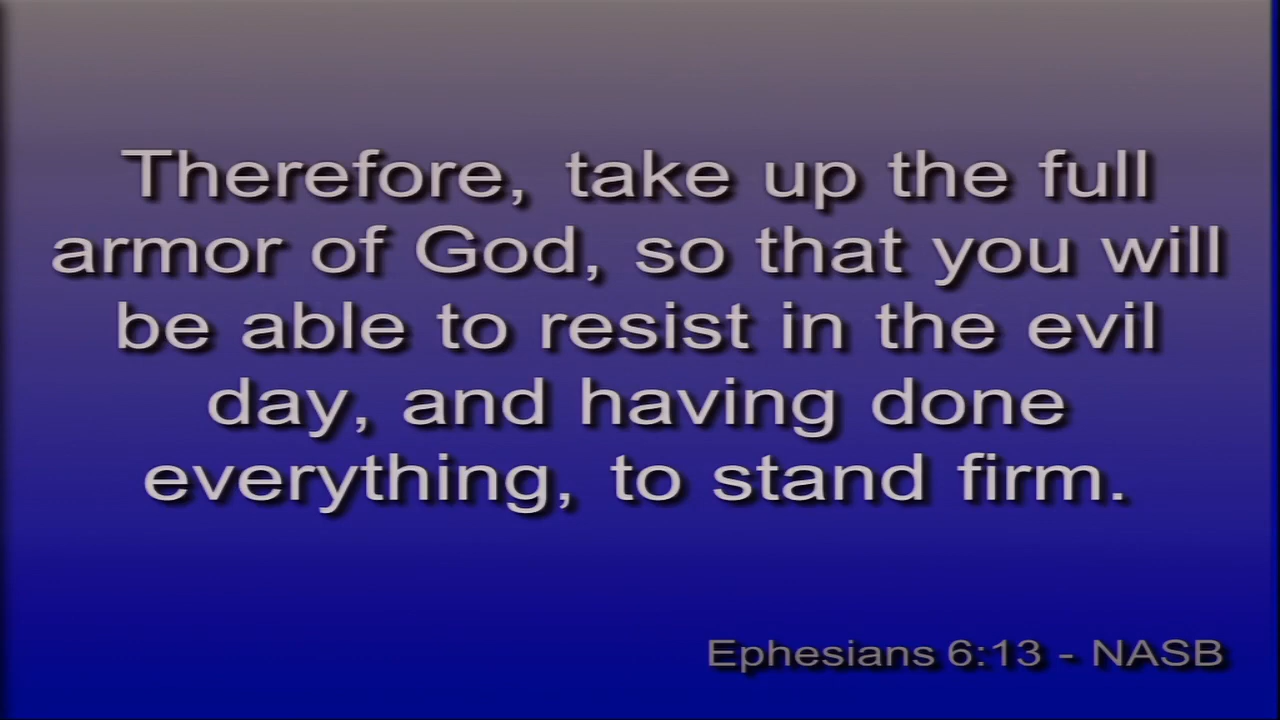 Therefore, take up the full
armor of God, so that you will
be able to resist in the evil
day, and having done
everything, to stand firm.
Ephesians 6:13 - NASB